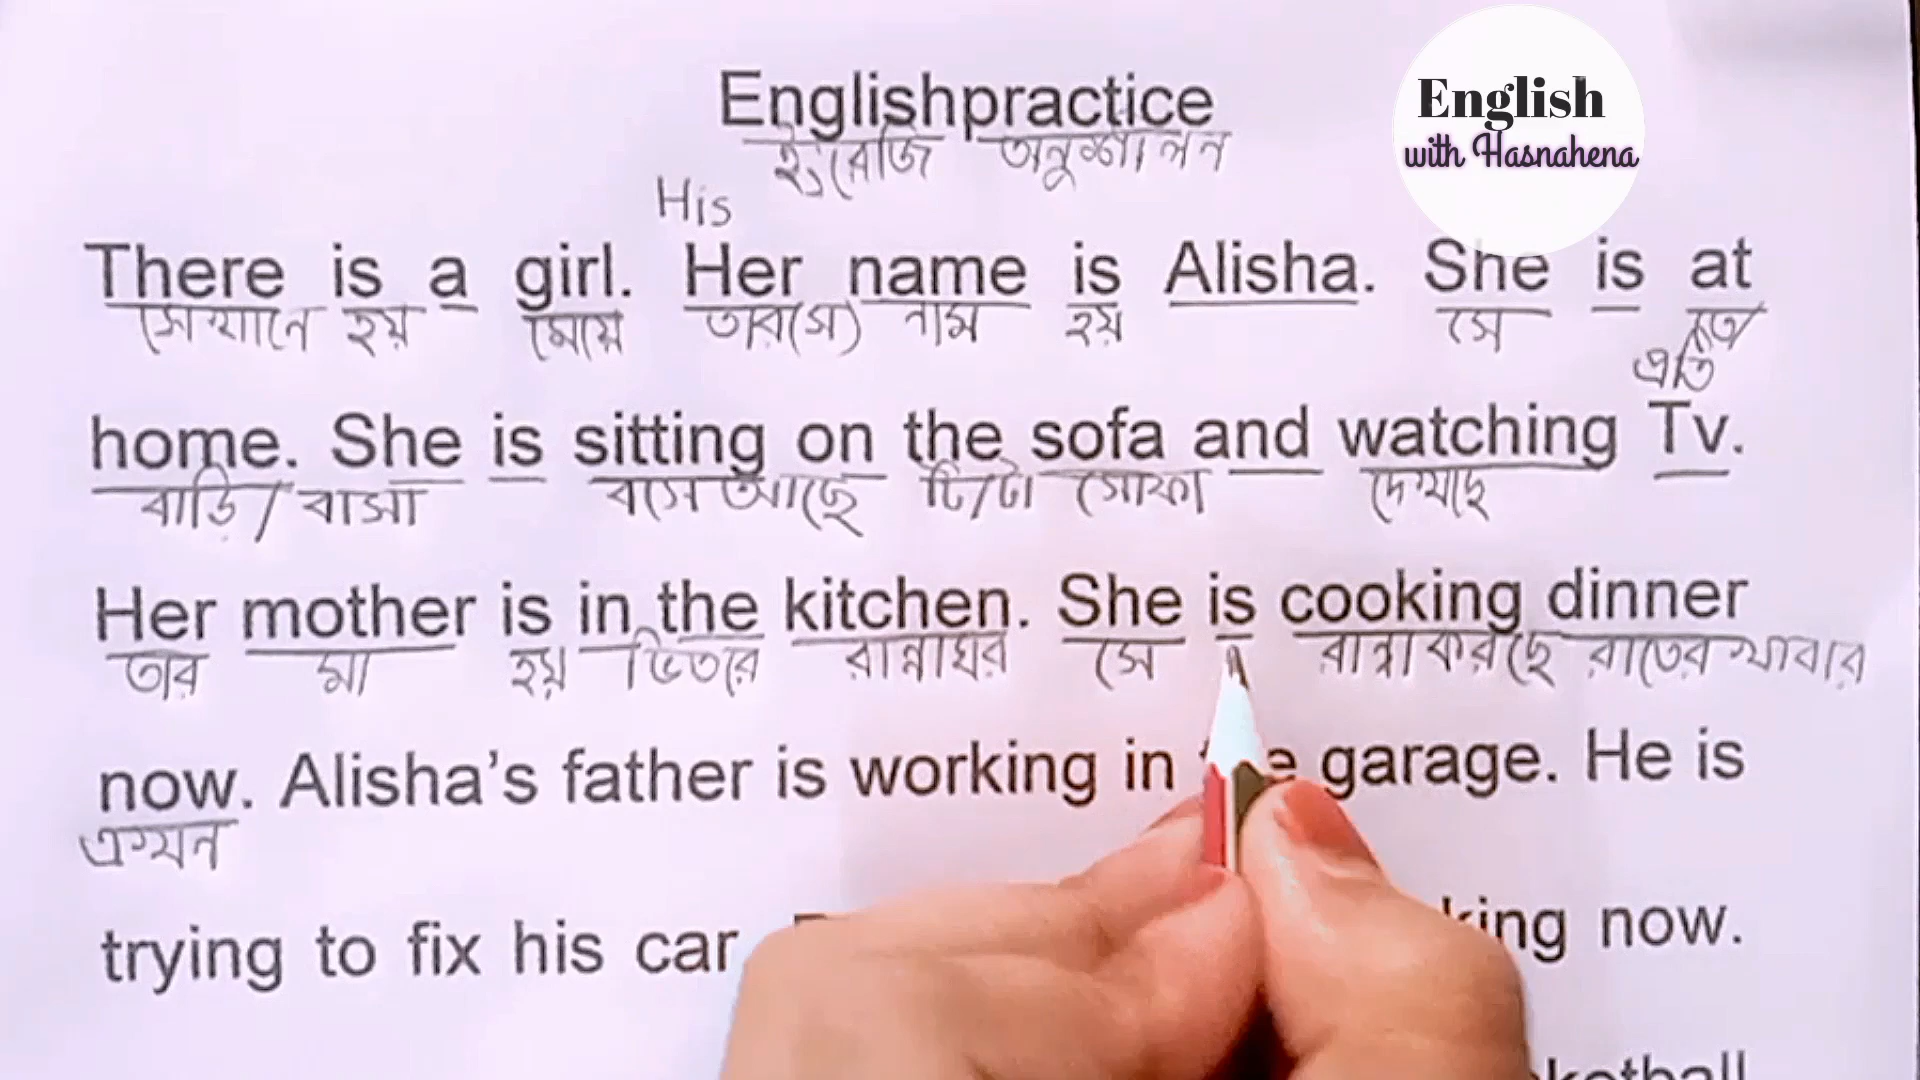 Englishpractice
English
with Hasnahena
ইংরেজি অনুশালন
His
There is a girl. Her name is Alisha. She is at
সেখানে হয় মেয়ে তার(সে) নাম হয় সে
প্রতি
home. She is sitting on the sofa and watching Tv.
বাড়ি / বাসা বসে আছে টি/টা সোফা দেখছে
Her mother is in the kitchen. She is cooking dinner
তার মা হয় ভিতরে রান্নাঘর সে রান্না করছে রাতের খাবার
now. Alisha's father is working in garage. He is
এখন
trying to fix his car now.